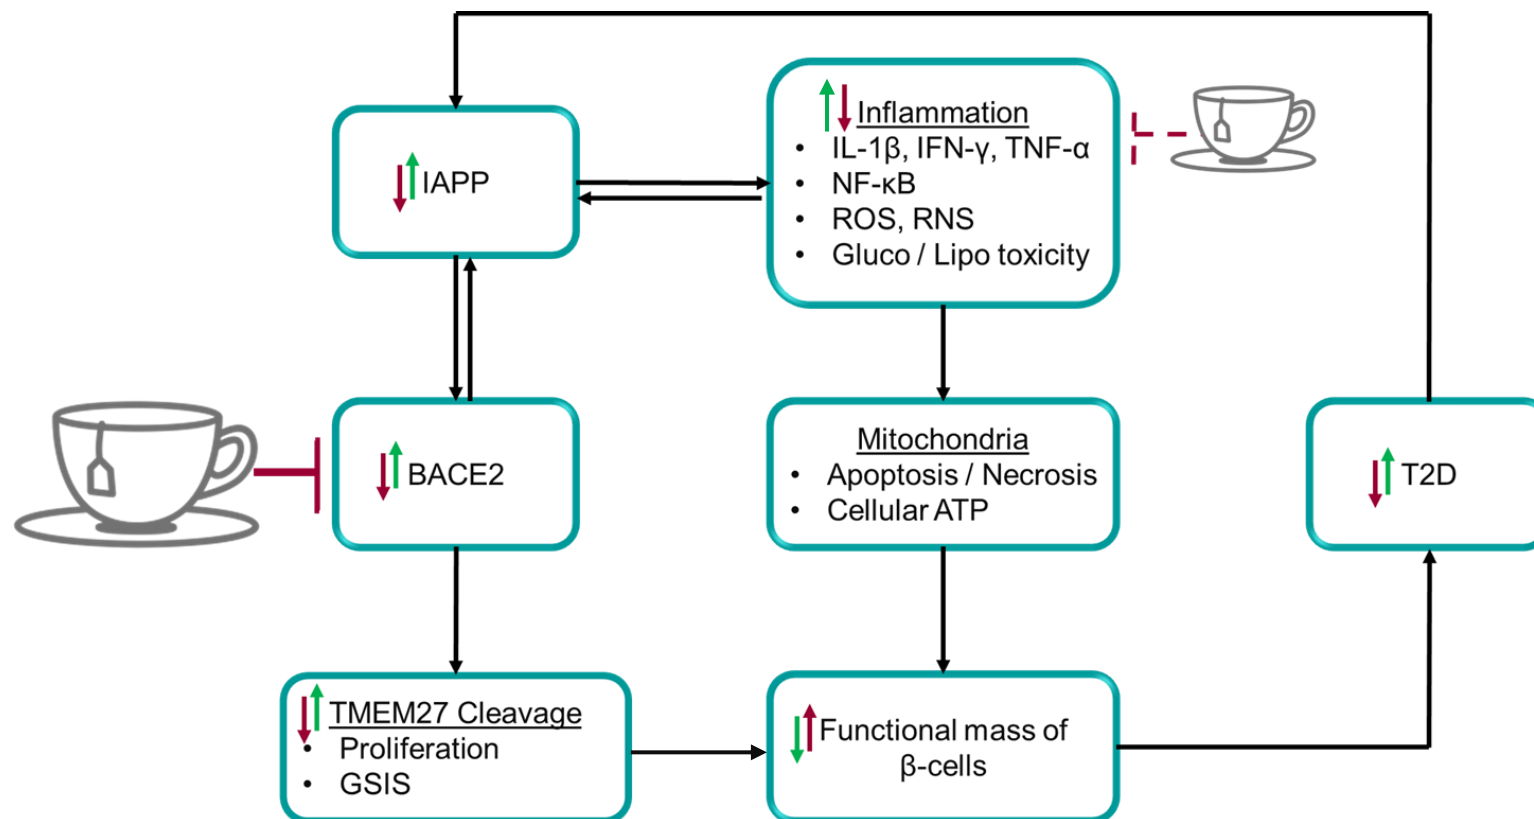 IAPP
Inflammation
• IL-1β, IFN-γ, TNF-α
• NF-κB
• ROS, RNS
• Gluco / Lipo toxicity
BACE2
Mitochondria
• Apoptosis / Necrosis
• Cellular ATP
T2D
TMEM27 Cleavage
• Proliferation
• GSIS
Functional mass of
β-cells